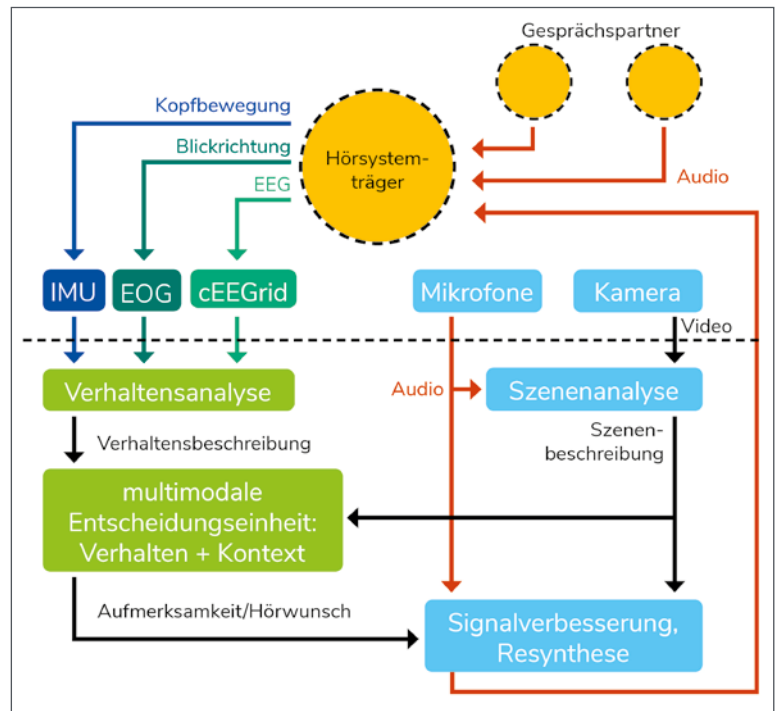 Gesprächspartner
Kopfbewegung
Blickrichtung
EEG
Hörsystem-
träger
Audio
IMU
EOG
cEEGrid
Mikrofone
Kamera
Video
Verhaltensanalyse
Audio
Szenenanalyse
Verhaltensbeschreibung
Szenen-
beschreibung
multimodale
Entscheidungseinheit:
Verhalten + Kontext
Aufmerksamkeit/Hörwunsch
Signalverbesserung,
Resynthese